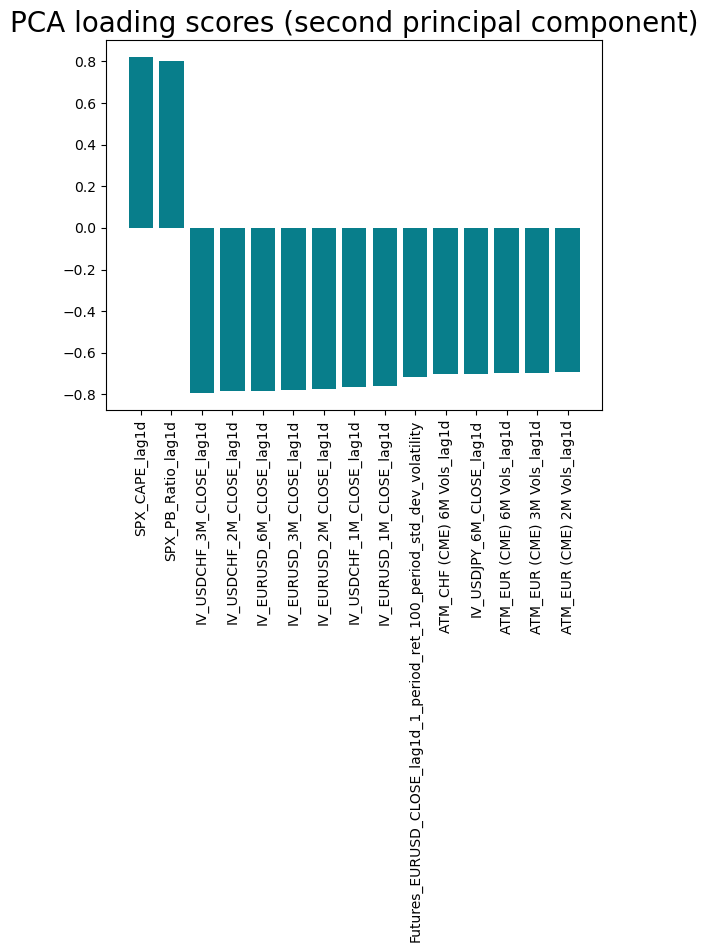 PCA loading scores (second principal component)
0.8
0.6
0.4
0.2
0.0
−0.2
−0.4
−0.6
−0.8
SPX_CAPE_lag1d
SPX_PB_Ratio_lag1d
IV_USDCHF_3M_CLOSE_lag1d
IV_USDCHF_2M_CLOSE_lag1d
IV_EURUSD_6M_CLOSE_lag1d
IV_EURUSD_3M_CLOSE_lag1d
IV_EURUSD_2M_CLOSE_lag1d
IV_USDCHF_1M_CLOSE_lag1d
IV_EURUSD_1M_CLOSE_lag1d
Futures_EURUSD_CLOSE_lag1d_1_period_ret_100_period_std_dev_volatility
ATM_CHF (CME) 6M Vols_lag1d
IV_USDJPY_6M_CLOSE_lag1d
ATM_EUR (CME) 6M Vols_lag1d
ATM_EUR (CME) 3M Vols_lag1d
ATM_EUR (CME) 2M Vols_lag1d